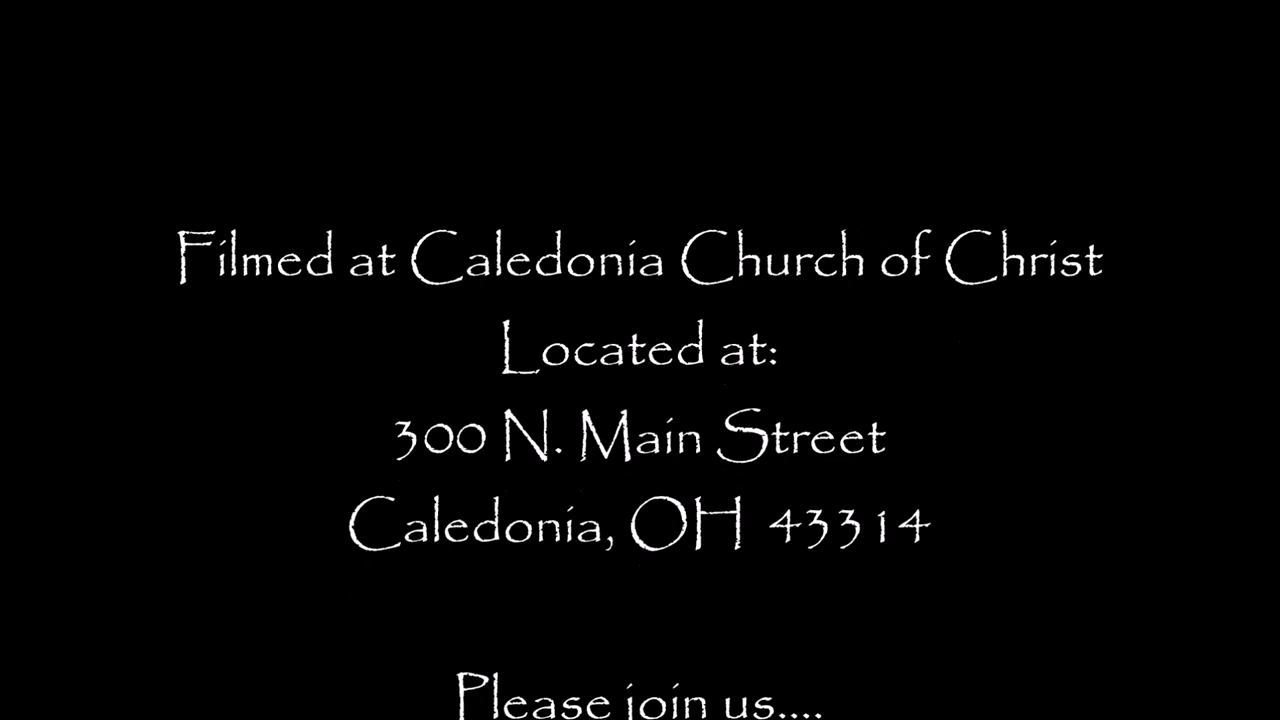 Filmed at Caledonia Church of Christ
Located at:
300 N. Main Street
Caledonia, OH 43314
Please join us....